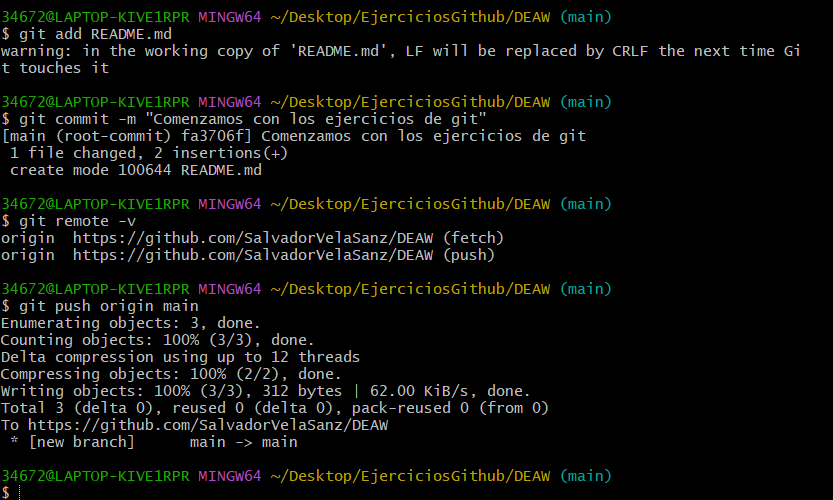 34672@LAPTOP-KIVE1RPR MINGW64 ~/Desktop/EjerciciosGithub/DEAW (main)
$ git add README.md
warning: in the working copy of 'README.md', LF will be replaced by CRLF the next time Gi
t touches it
34672@LAPTOP-KIVE1RPR MINGW64 ~/Desktop/EjerciciosGithub/DEAW (main)
$ git commit -m "Comenzamos con los ejercicios de git"
[main (root-commit) fa3706f] Comenzamos con los ejercicios de git
 1 file changed, 2 insertions(+)
 create mode 100644 README.md
34672@LAPTOP-KIVE1RPR MINGW64 ~/Desktop/EjerciciosGithub/DEAW (main)
$ git remote -v
origin  https://github.com/SalvadorVelaSanz/DEAW (fetch)
origin  https://github.com/SalvadorVelaSanz/DEAW (push)
34672@LAPTOP-KIVE1RPR MINGW64 ~/Desktop/EjerciciosGithub/DEAW (main)
$ git push origin main
Enumerating objects: 3, done.
Counting objects: 100% (3/3), done.
Delta compression using up to 12 threads
Compressing objects: 100% (2/2), done.
Writing objects: 100% (3/3), 312 bytes | 62.00 KiB/s, done.
Total 3 (delta 0), reused 0 (delta 0), pack-reused 0 (from 0)
To https://github.com/SalvadorVelaSanz/DEAW
 * [new branch]      main -> main
34672@LAPTOP-KIVE1RPR MINGW64 ~/Desktop/EjerciciosGithub/DEAW (main)
$